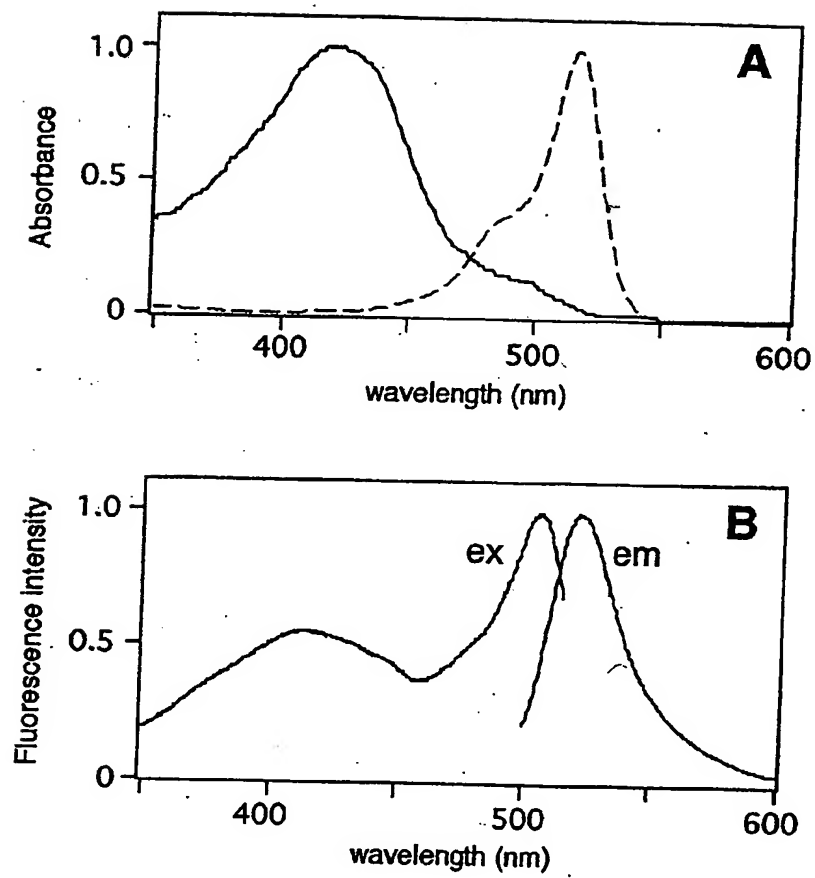 A
Absorbance
1.0
0.5
0
400
500
600
wavelength (nm)
B
Fluorescence Intensity
1.0
0.5
0
ex
em
400
500
600
wavelength (nm)